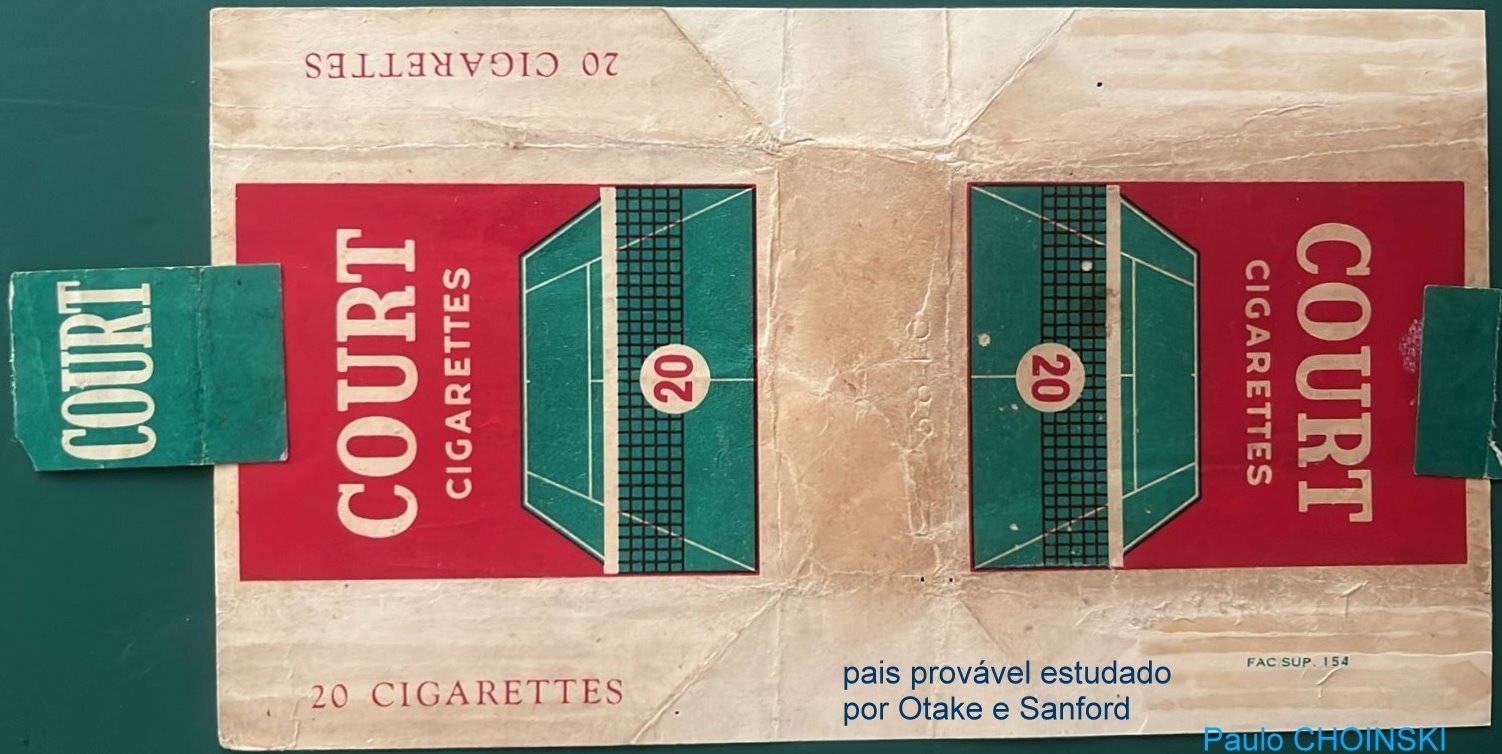 20 CIGARETTES
COURT
COURT
CIGARETTES
20
20
CIGARETTES
COURT
20 CIGARETTES
FAC SUP. 154
pais provável estudado
por Otake e Sanford
Paulo CHOINSKI